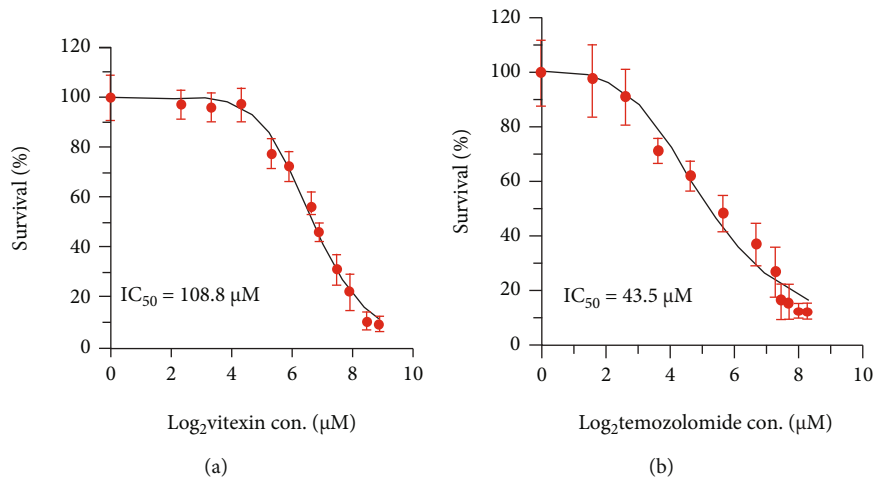 (a)
120
100
80
60
40
20
0
Survival (%)
IC50 = 108.8 μM
0 2 4 6 8 10
Log2vitexin con. (μM)
(b)
120
100
80
60
40
20
0
Survival (%)
IC50 = 43.5 μM
0 2 4 6 8 10
Log2temozolomide con. (μM)